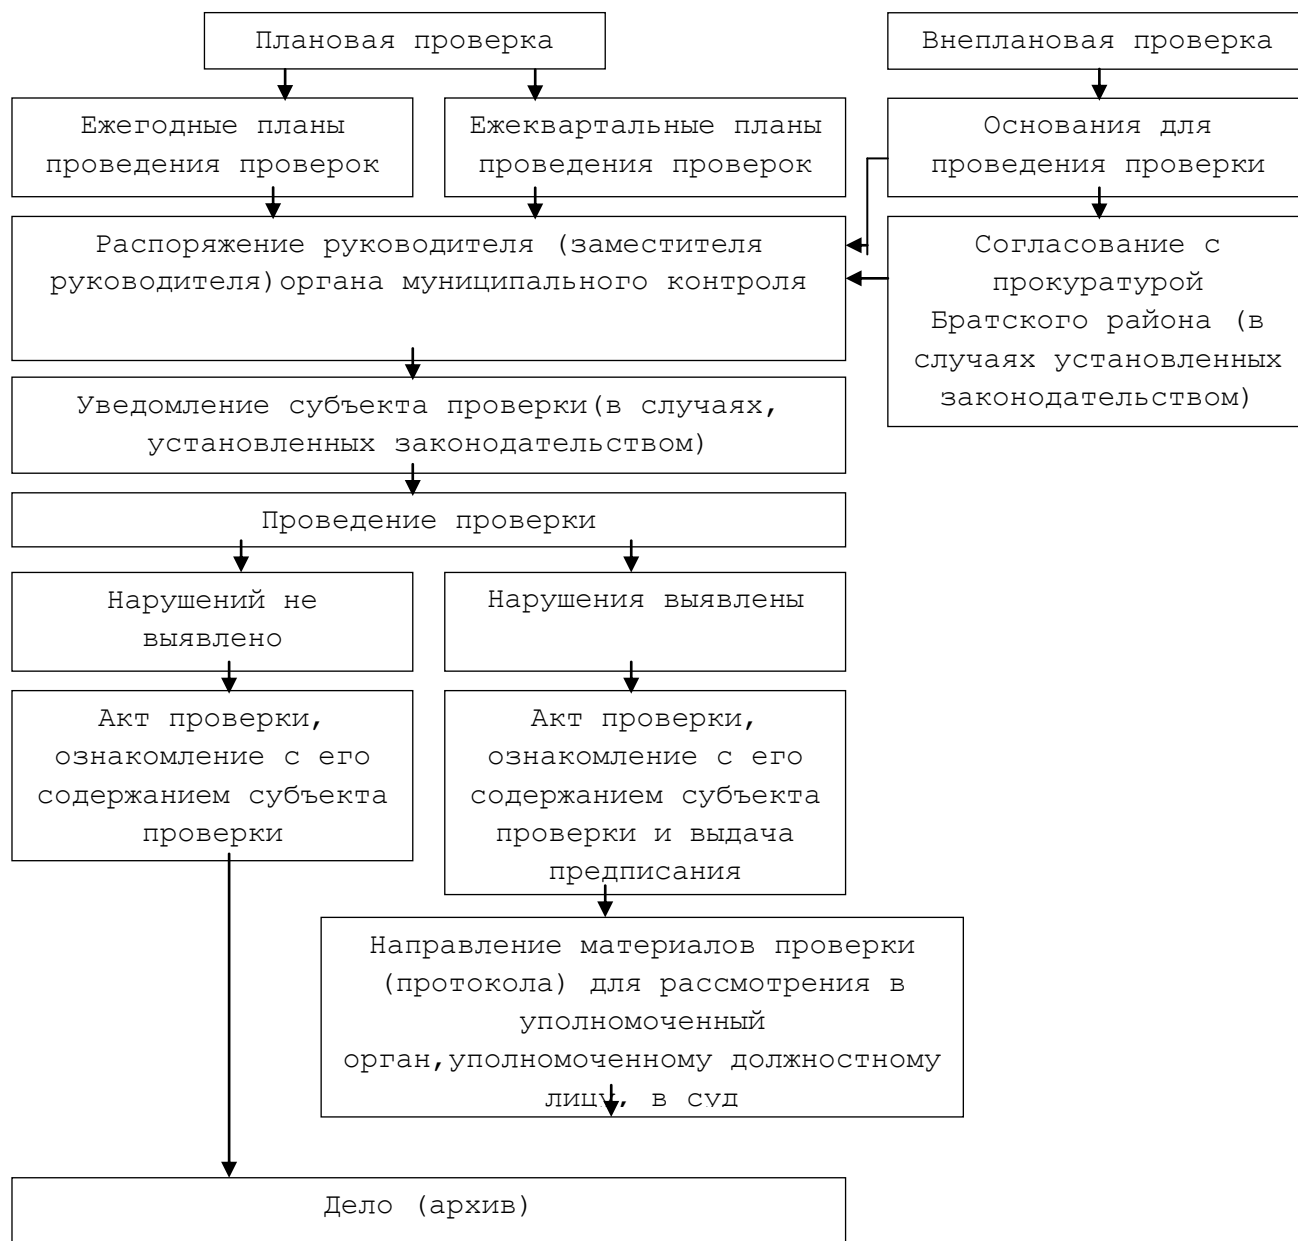 Плановая проверка
Внеплановая проверка
Ежегодные планы
проведения проверок
Ежеквартальные планы
проведения проверок
Основания для
проведения проверки
Распоряжение руководителя (заместителя
руководителя)органа муниципального контроля
Согласование с
прокуратурой
Братского района (в
случаях установленных
законодательством)
Уведомление субъекта проверки(в случаях,
установленных законодательством)
Проведение проверки
Нарушений не
выявлено
Нарушения выявлены
Акт проверки,
ознакомление с его
содержанием субъекта
проверки
Акт проверки,
ознакомление с его
содержанием субъекта
проверки и выдача
предписания
Направление материалов проверки
(протокола) для рассмотрения в
уполномоченный
орган,уполномоченному должностному
лицу, в суд
Дело (архив)